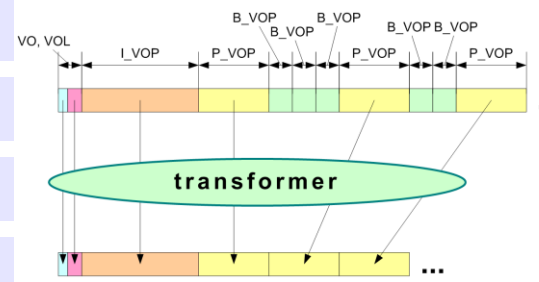 VO, VOL
I_VOP
P_VOP
B_VOP
B_VOP
B_VOP
P_VOP
B_VOP
B_VOP
P_VOP
transformer
...